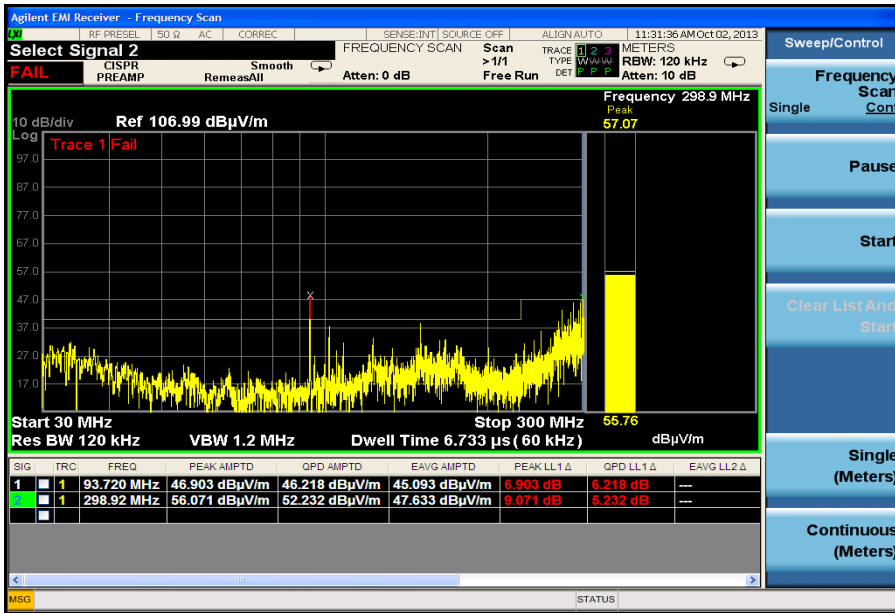 Agilent EMI Receiver - Frequency Scan
LXI RF PRESEL 50 Ω AC CORREC SENSE:INT SOURCE OFF ALIGN AUTO 11:31:36 AM Oct 02, 2013
Select Signal 2
FAIL
CISPR
PREAMP
Smooth
RemeasAll
FREQUENCY SCAN
Atten: 0 dB
Scan
>1/1
Free Run
TRACE 1 2 3
TYPE W W W
DET P P P
METERS
RBW: 120 kHz
Atten: 10 dB
Frequency 298.9 MHz
Peak
57.07
10 dB/div Ref 106.99 dBµV/m
Log
Trace 1 Fail
97.0
87.0
77.0
67.0
57.0
47.0
37.0
27.0
17.0
X
Start 30 MHz Stop 300 MHz
Res BW 120 kHz VBW 1.2 MHz Dwell Time 6.733 µs (60 kHz)
55.76
dBµV/m
SIG TRC FREQ PEAK AMPTD QPD AMPTD EAVG AMPTD PEAK LL1 Δ QPD LL1 Δ EAVG LL2 Δ
1 1 93.720 MHz 46.903 dBµV/m 46.218 dBµV/m 45.093 dBµV/m 6.903 dB 6.218 dB ---
2 1 298.92 MHz 56.071 dBµV/m 52.232 dBµV/m 47.633 dBµV/m 9.071 dB 5.232 dB ---
MSG STATUS
Sweep/Control
Frequency
Scan
Single Cont
Pause
Start
Clear List And
Start
Single
(Meters)
Continuous
(Meters)